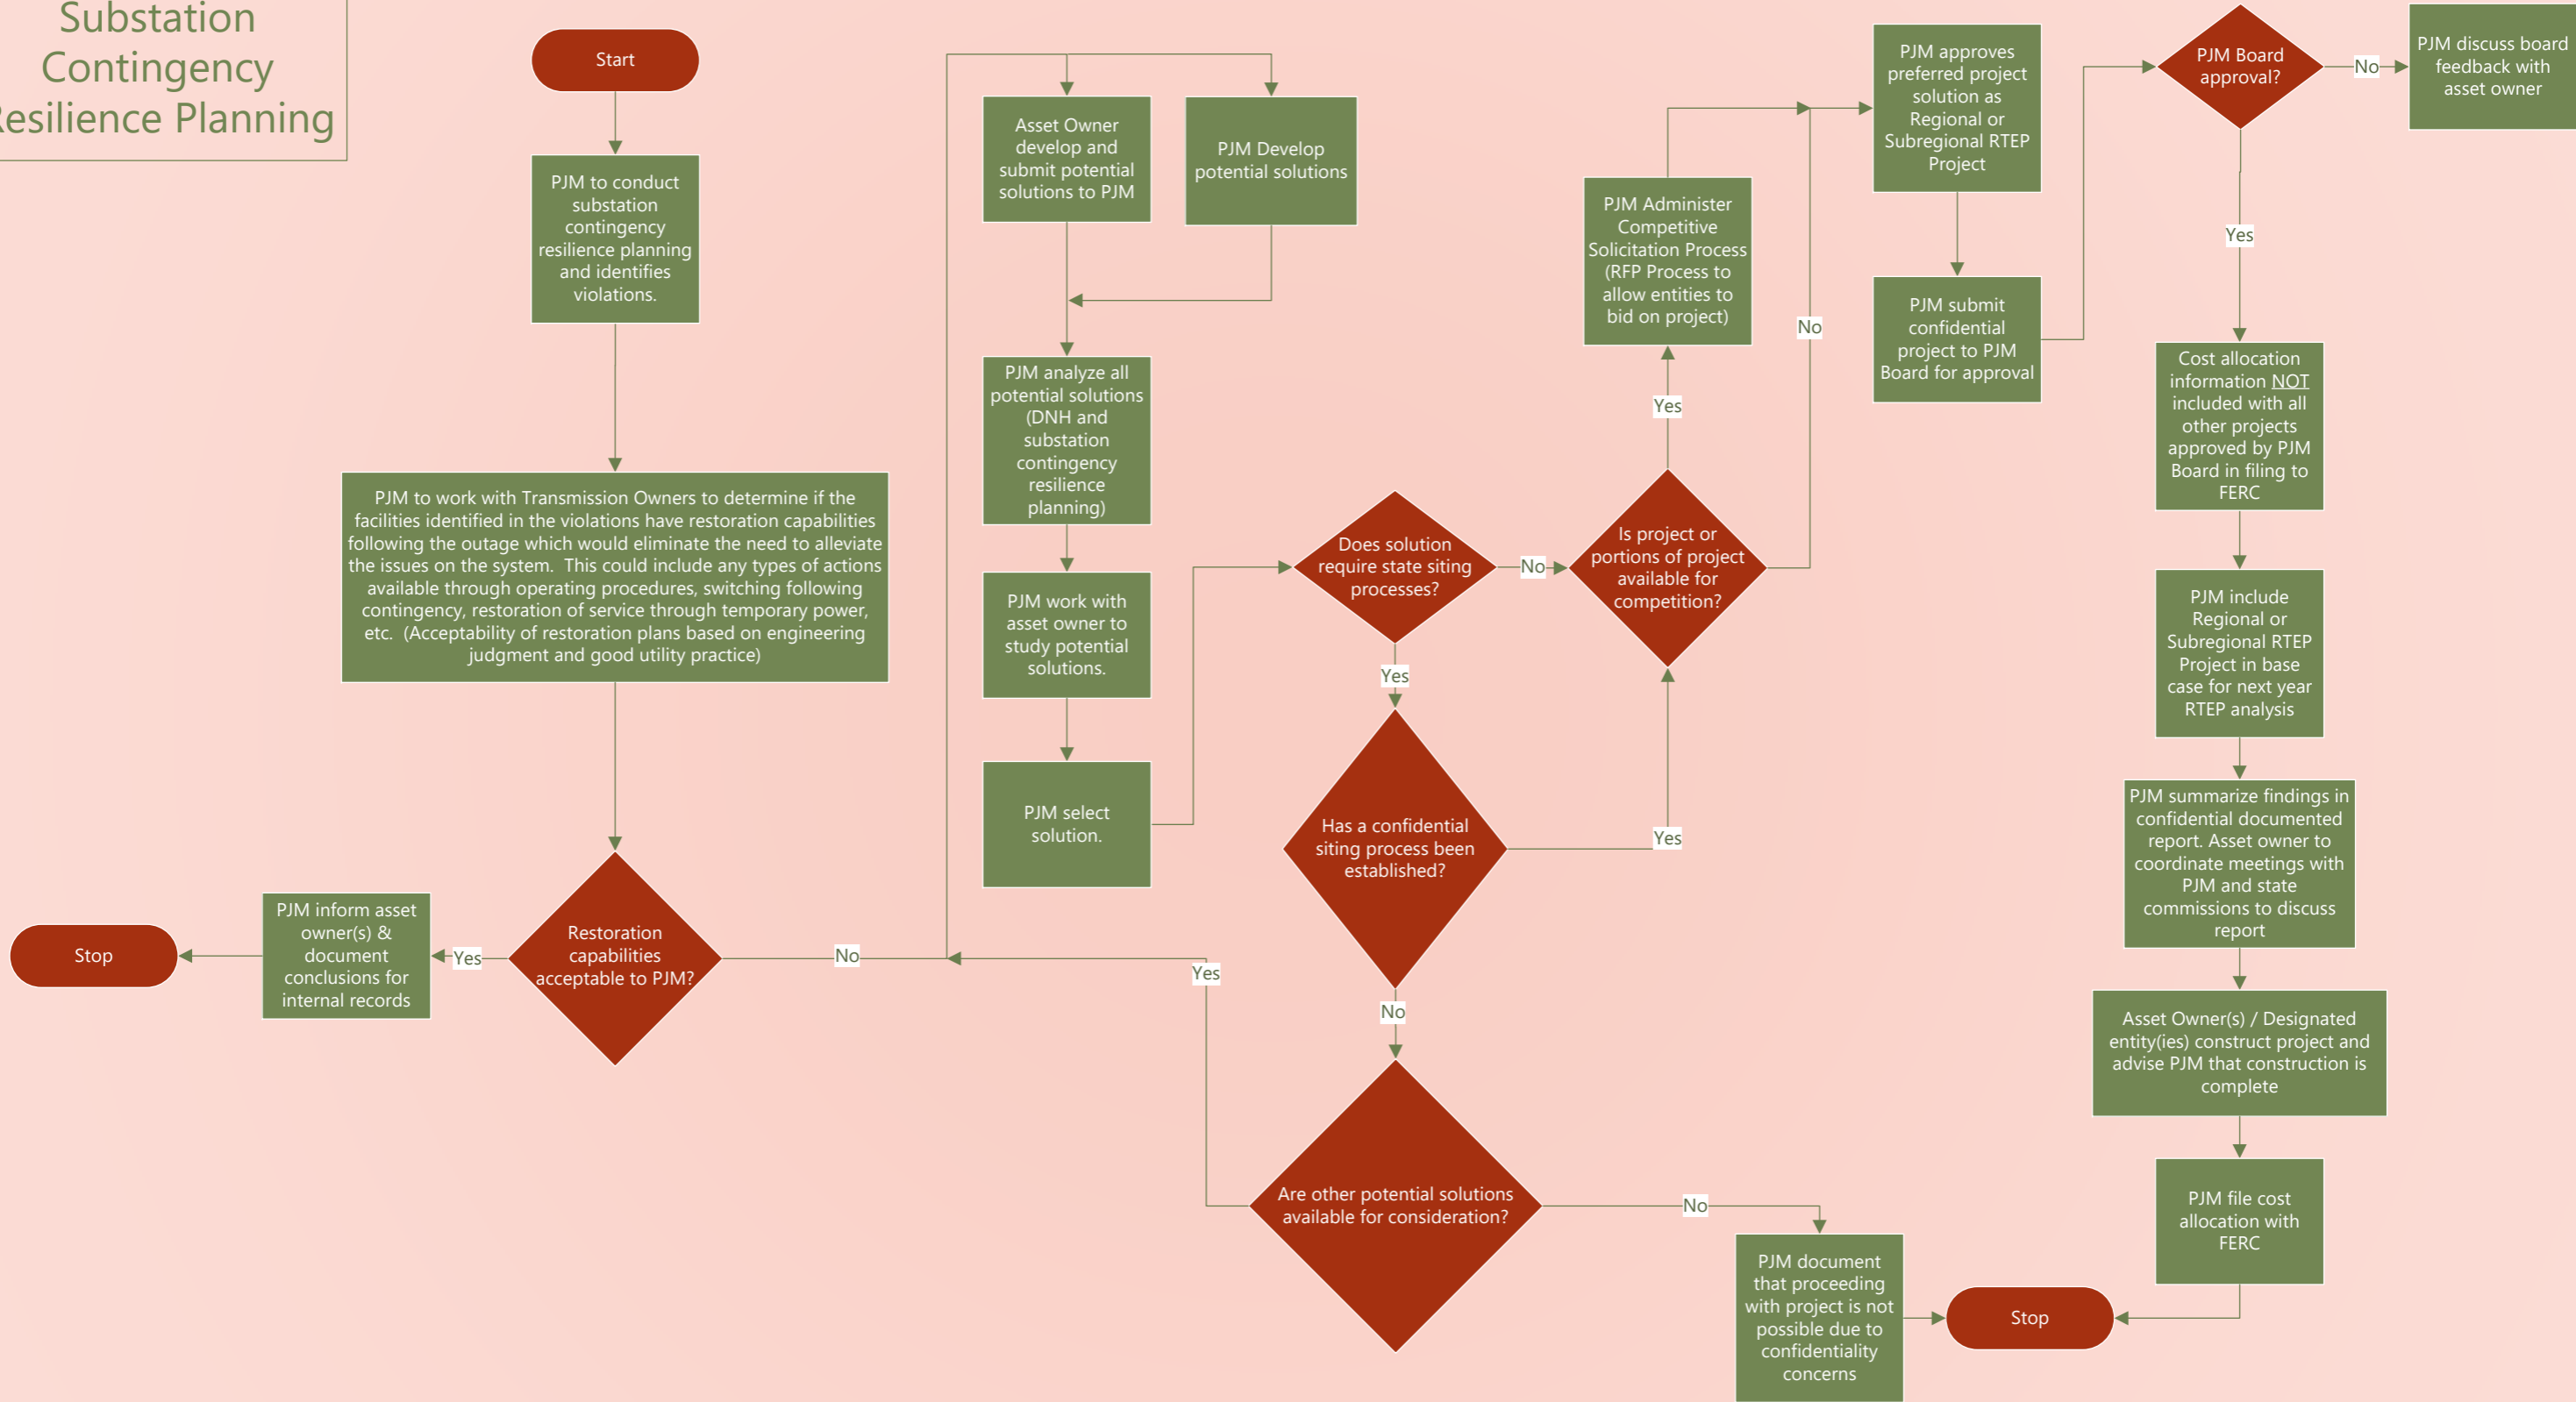 Substation
Contingency
Resilience Planning
Start
PJM to conduct
substation
contingency
resilience planning
and identifies
violations.
PJM to work with Transmission Owners to determine if the
facilities identified in the violations have restoration capabilities
following the outage which would eliminate the need to alleviate
the issues on the system.  This could include any types of actions
available through operating procedures, switching following
contingency, restoration of service through temporary power,
etc.  (Acceptability of restoration plans based on engineering
judgment and good utility practice)
Restoration
capabilities
acceptable to PJM?
Yes
PJM inform asset
owner(s) &
document
conclusions for
internal records
Stop
No
Asset Owner
develop and
submit potential
solutions to PJM
PJM Develop
potential solutions
PJM analyze all
potential solutions
(DNH and
substation
contingency
resilience
planning)
PJM work with
asset owner to
study potential
solutions.
PJM select
solution.
Does solution
require state siting
processes?
No
Yes
Has a confidential
siting process been
established?
Yes
No
Are other potential solutions
available for consideration?
Yes
No
PJM document
that proceeding
with project is not
possible due to
confidentiality
concerns
Stop
Is project or
portions of project
available for
competition?
Yes
No
PJM Administer
Competitive
Solicitation Process
(RFP Process to
allow entities to
bid on project)
PJM approves
preferred project
solution as
Regional or
Subregional RTEP
Project
PJM submit
confidential
project to PJM
Board for approval
PJM Board
approval?
No
PJM discuss board
feedback with
asset owner
Yes
Cost allocation
information NOT
included with all
other projects
approved by PJM
Board in filing to
FERC
PJM include
Regional or
Subregional RTEP
Project in base
case for next year
RTEP analysis
PJM summarize findings in
confidential documented
report. Asset owner to
coordinate meetings with
PJM and state
commissions to discuss
report
Asset Owner(s) / Designated
entity(ies) construct project and
advise PJM that construction is
complete
PJM file cost
allocation with
FERC